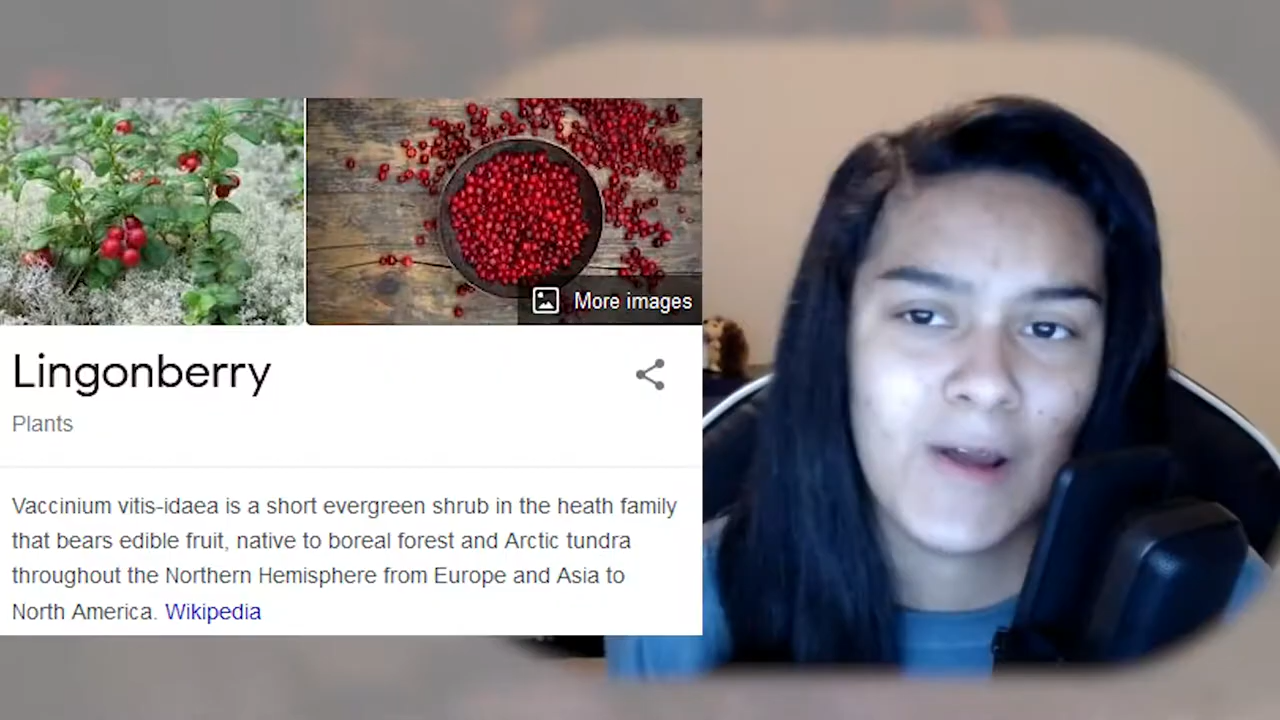 More images
Lingonberry
Plants
Vaccinium vitis-idaea is a short evergreen shrub in the heath family
that bears edible fruit, native to boreal forest and Arctic tundra
throughout the Northern Hemisphere from Europe and Asia to
North America. Wikipedia